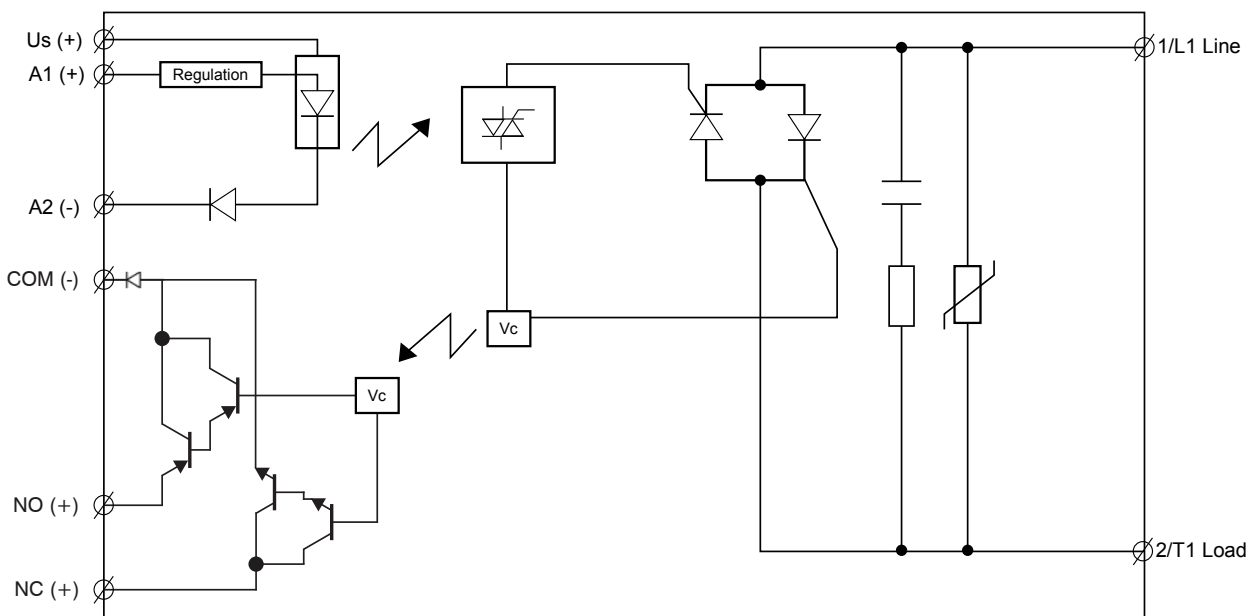 Us (+)
A1 (+)
Regulation
A2 (-)
COM (-)
NO (+)
NC (+)
Vc
Vc
1/L1 Line
2/T1 Load